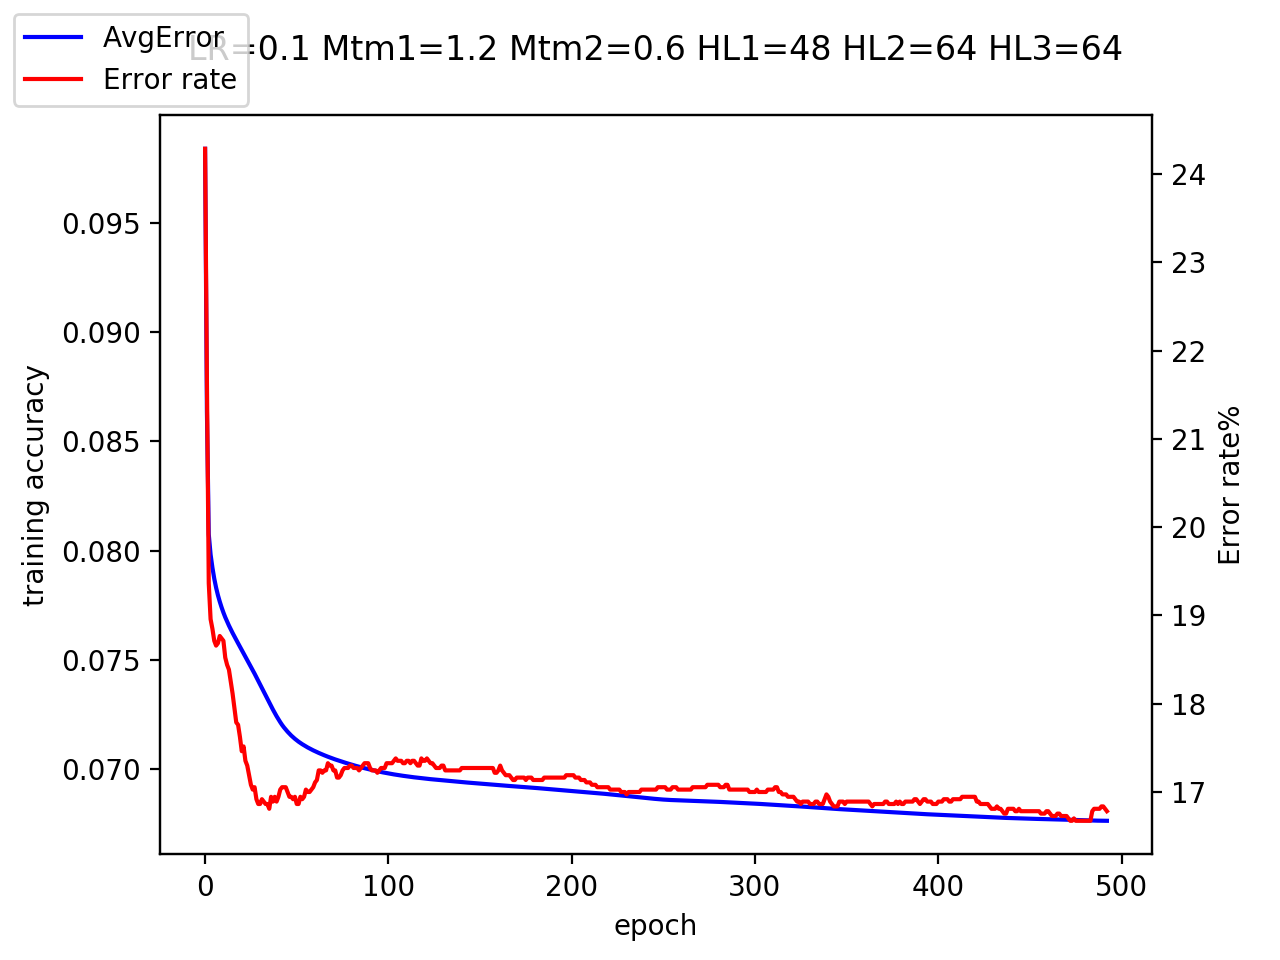 AvgError
Error rate
LR=0.1 Mtm1=1.2 Mtm2=0.6 HL1=48 HL2=64 HL3=64
training accuracy
0.095
0.090
0.085
0.080
0.075
0.070
24
23
22
21
20
19
18
17
Error rate%
0 100 200 300 400 500
epoch